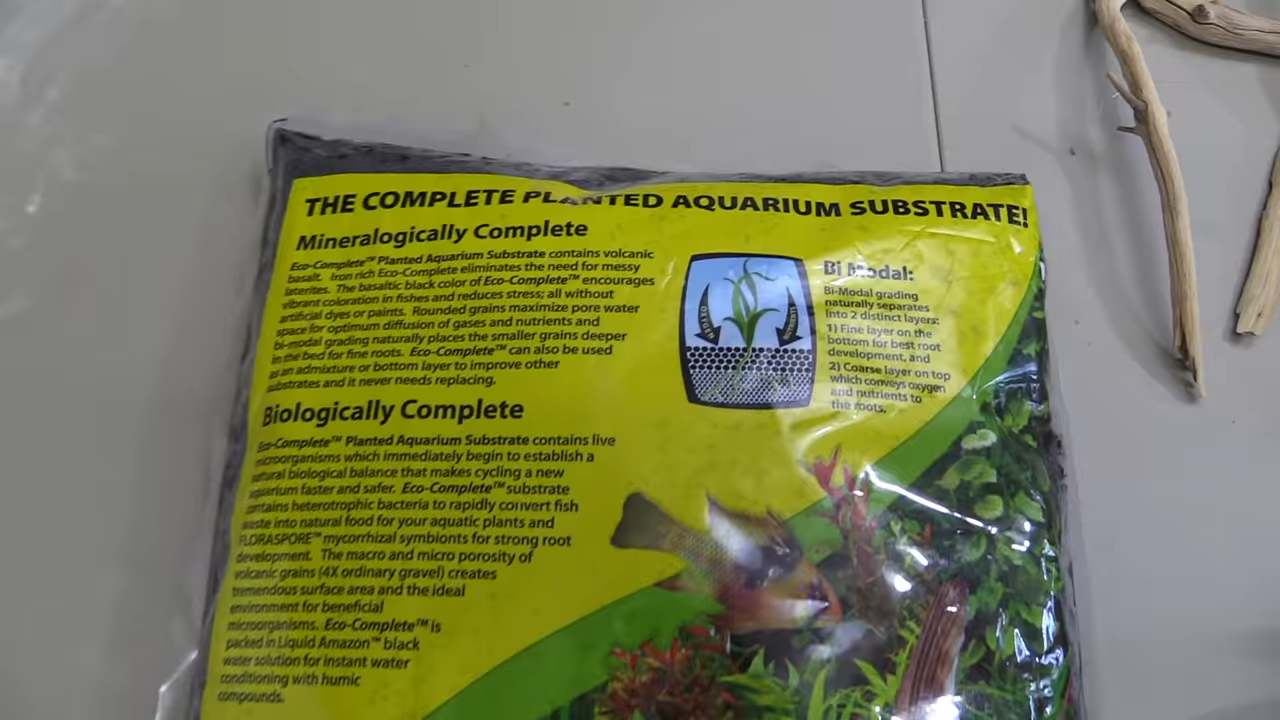 THE COMPLETE PLANTED AQUARIUM SUBSTRATE!
Mineralogically Complete
Eco-Complete™ Planted Aquarium Substrate contains volcanic
basalt. Iron rich Eco-Complete eliminates the need for messy
laterites. The basaltic black color of Eco-Complete™ encourages
vibrant coloration in fishes and reduces stress; all without
artificial dyes or paints. Rounded grains maximize pore water
space for optimum diffusion of gases and nutrients and
bi-modal grading naturally places the smaller grains deeper
in the bed for fine roots. Eco-Complete™ can also be used
as an admixture or bottom layer to improve other
substrates and it never needs replacing.
Biologically Complete
Eco-Complete™ Planted Aquarium Substrate contains live
microorganisms which immediately begin to establish a
natural biological balance that makes cycling a new
aquarium faster and safer. Eco-Complete™ substrate
contains heterotrophic bacteria to rapidly convert fish
waste into natural food for your aquatic plants and
FLORASPORE™ mycorrhizal symbionts for strong root
development. The macro and micro porosity of
volcanic grains (4X ordinary gravel) creates
tremendous surface area and the ideal
environment for beneficial
microorganisms. Eco-Complete™ is
packed in Liquid Amazon™ black
water solution for instant water
conditioning with humic
compounds.
OXYGEN
NUTRIENTS
Bi Modal:
Bi-Modal grading
naturally separates
into 2 distinct layers:
1) Fine layer on the
bottom for best root
development, and
2) Coarse layer on top
which conveys oxygen
and nutrients to
the roots.